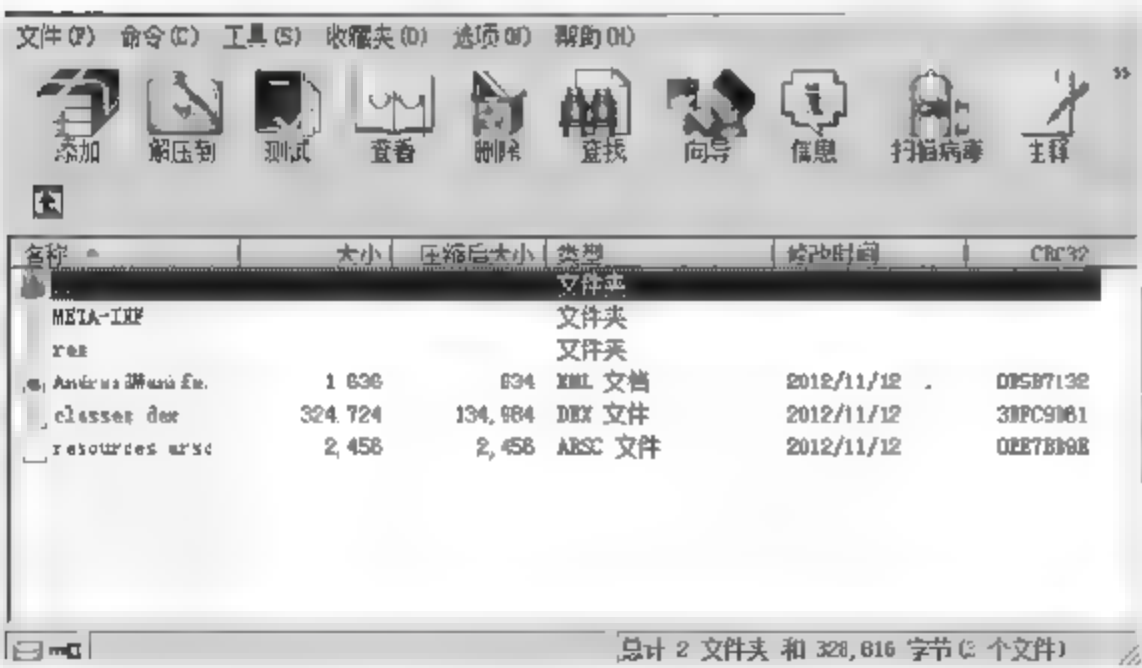 文件(F) 命令(C) 工具(S) 收藏夹(O) 选项(N) 帮助(H)
添加 解压到 测试 查看 删除 查找 向导 信息 扫描病毒 注释
名称 大小 压缩后大小 类型 修改时间 CRC32
.. 文件夹
META-INF 文件夹
res 文件夹
834 XML 文档 2012/11/12
classes.dex 324,724 134,984 DEX 文件 2012/11/12
resources.arsc 2,456 2,456 ARSC 文件 2012/11/12
总计 2 文件夹 和 328,816 字节(3 个文件)